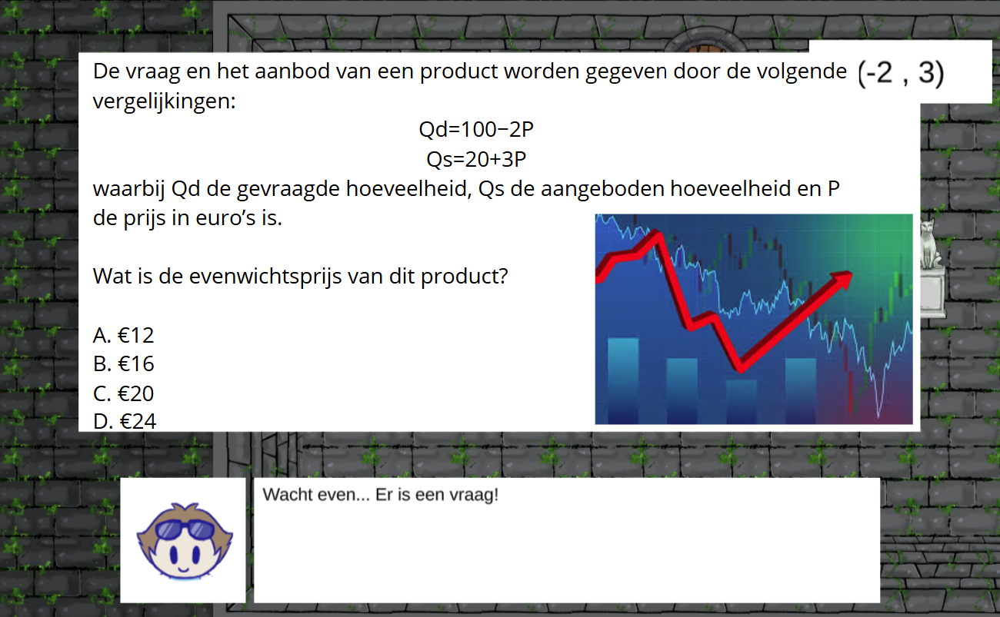 De vraag en het aanbod van een product worden gegeven door de volgende
(-2 , 3)
vergelijkingen:
Qd=100−2P
Qs=20+3P
waarbij Qd de gevraagde hoeveelheid, Qs de aangeboden hoeveelheid en P
de prijs in euro’s is.
Wat is de evenwichtsprijs van dit product?
A. €12
B. €16
C. €20
D. €24
Wacht even... Er is een vraag!